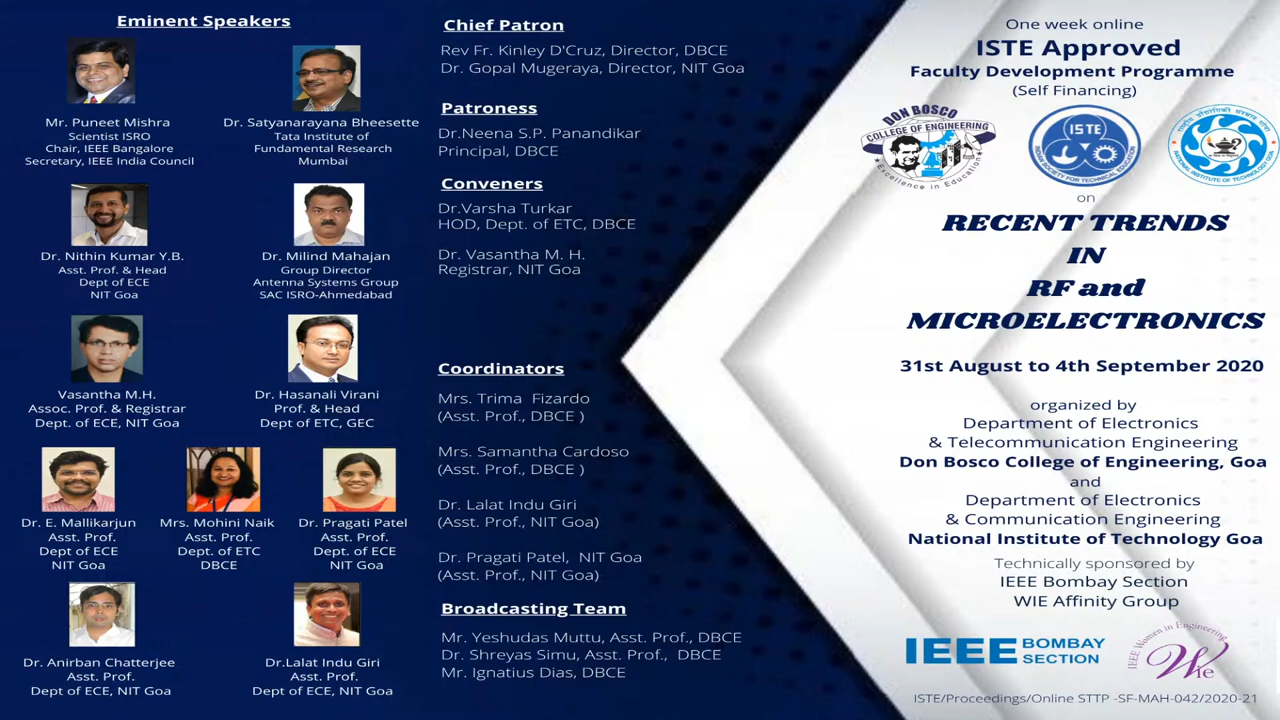 Eminent Speakers
Mr. Puneet Mishra
Scientist ISRO
Chair, IEEE Bangalore
Secretary, IEEE India Council
Dr. Satyanarayana Bheesette
Tata Institute of
Fundamental Research
Mumbai
Dr. Nithin Kumar Y.B.
Asst. Prof. & Head
Dept of ECE
NIT Goa
Dr. Milind Mahajan
Group Director
Antenna Systems Group
SAC ISRO-Ahmedabad
Vasantha M.H.
Assoc. Prof. & Registrar
Dept. of ECE, NIT Goa
Dr. Hasanali Virani
Prof. & Head
Dept of ETC, GEC
Dr. E. Mallikarjun
Asst. Prof.
Dept of ECE
NIT Goa
Mrs. Mohini Naik
Asst. Prof.
Dept. of ETC
DBCE
Dr. Pragati Patel
Asst. Prof.
Dept. of ECE
NIT Goa
Dr. Anirban Chatterjee
Asst. Prof.
Dept of ECE, NIT Goa
Dr.Lalat Indu Giri
Asst. Prof.
Dept of ECE, NIT Goa
Chief Patron
Rev Fr. Kinley D'Cruz, Director, DBCE
Dr. Gopal Mugeraya, Director, NIT Goa
Patroness
Dr.Neena S.P. Panandikar
Principal, DBCE
Conveners
Dr.Varsha Turkar
HOD, Dept. of ETC, DBCE
Dr. Vasantha M. H.
Registrar, NIT Goa
Coordinators
Mrs. Trima Fizardo
(Asst. Prof., DBCE )
Mrs. Samantha Cardoso
(Asst. Prof., DBCE )
Dr. Lalat Indu Giri
(Asst. Prof., NIT Goa)
Dr. Pragati Patel, NIT Goa
(Asst. Prof., NIT Goa)
Broadcasting Team
Mr. Yeshudas Muttu, Asst. Prof., DBCE
Dr. Shreyas Simu, Asst. Prof., DBCE
Mr. Ignatius Dias, DBCE
One week online
ISTE Approved
Faculty Development Programme
(Self Financing)
DON BOSCO
COLLEGE OF ENGINEERING
Excellence in Education
ISTE
INDIAN SOCIETY FOR TECHNICAL EDUCATION
NATIONAL INSTITUTE OF TECHNOLOGY GOA
on
RECENT TRENDS
IN
RF and
MICROELECTRONICS
31st August to 4th September 2020
organized by
Department of Electronics
& Telecommunication Engineering
Don Bosco College of Engineering, Goa
and
Department of Electronics
& Communication Engineering
National Institute of Technology Goa
Technically sponsored by
IEEE Bombay Section
WIE Affinity Group
IEEE BOMBAY
SECTION
IEEE Women in Engineering
Wie
ISTE/Proceedings/Online STTP -SF-MAH-042/2020-21